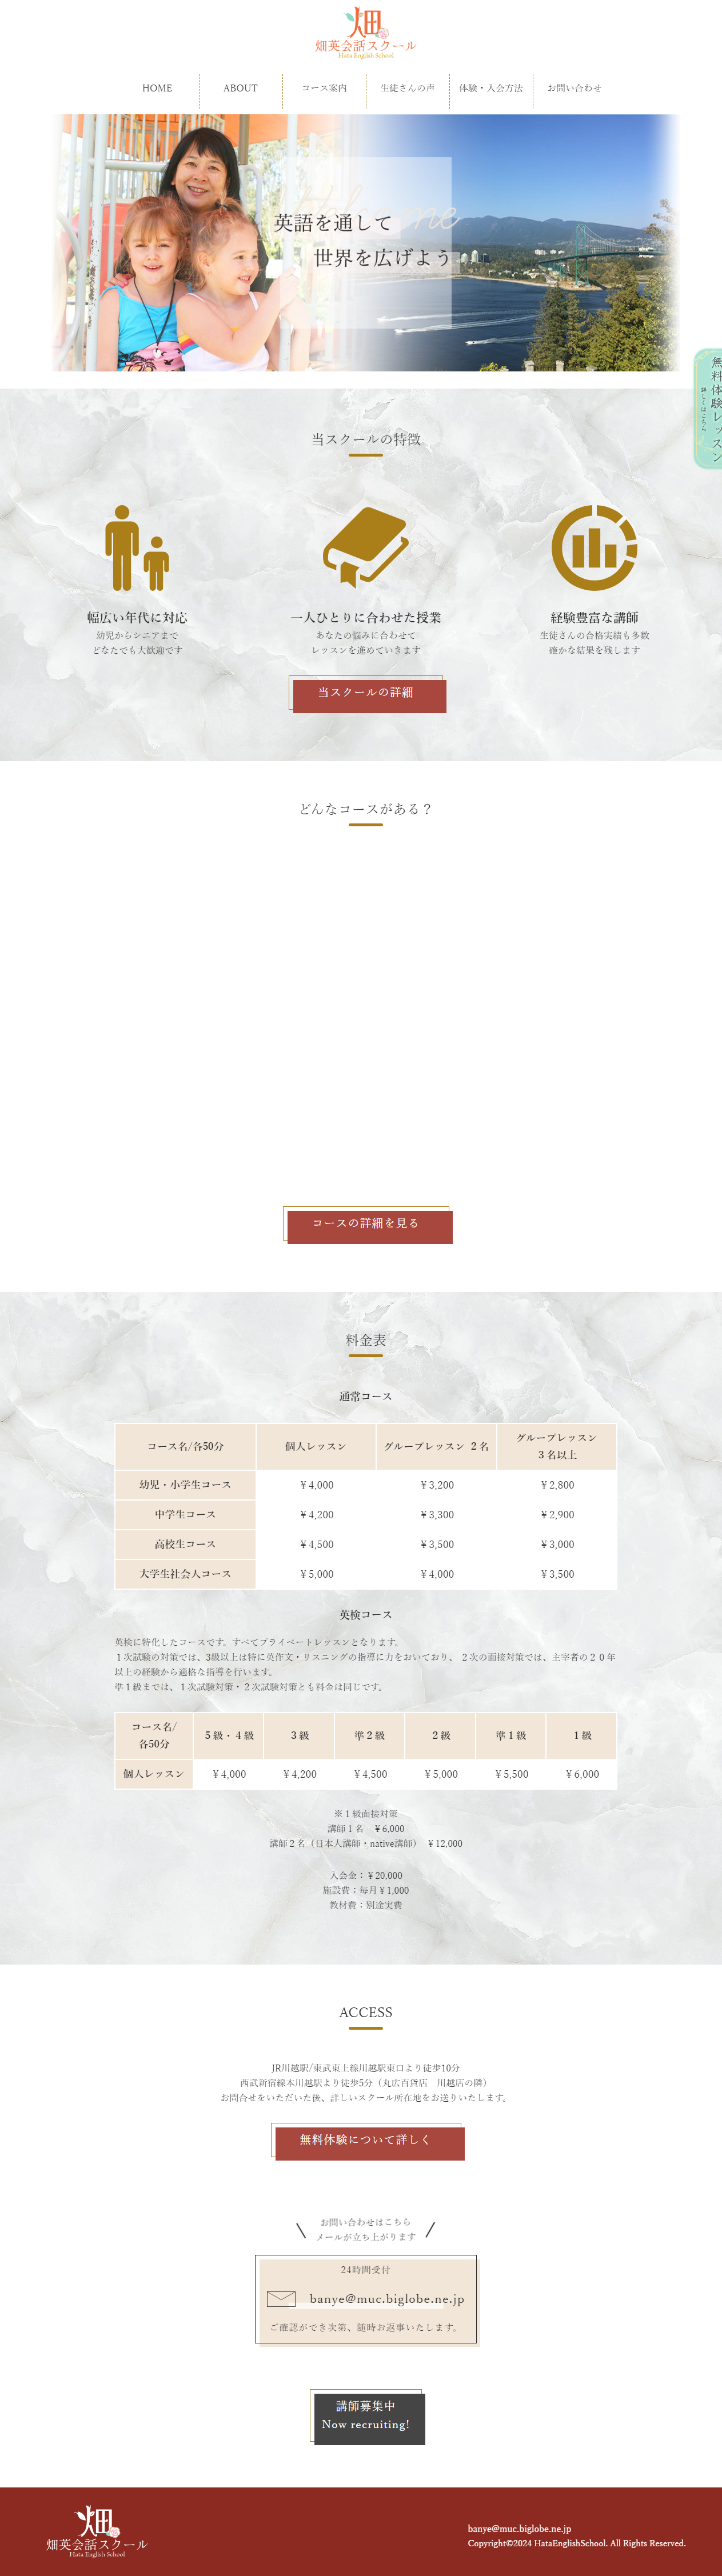 畑
畑英会話スクール
Hata English School
HOME
ABOUT
コース案内
生徒さんの声
体験・入会方法
お問い合わせ
Welcome
英語を通して
世界を広げよう
無料体験レッスン
詳しくはこちら
当スクールの特徴
幅広い年代に対応
幼児からシニアまで
どなたでも大歓迎です
一人ひとりに合わせた授業
あなたの悩みに合わせて
レッスンを進めていきます
経験豊富な講師
生徒さんの合格実績も多数
確かな結果を残します
当スクールの詳細
どんなコースがある？
コースの詳細を見る
料金表
通常コース
コース名/各50分 個人レッスン グループレッスン ２名 グループレッスン
３名以上
幼児・小学生コース ￥4,000 ￥3,200 ￥2,800
中学生コース ￥4,200 ￥3,300 ￥2,900
高校生コース ￥4,500 ￥3,500 ￥3,000
大学生社会人コース ￥5,000 ￥4,000 ￥3,500
英検コース
英検に特化したコースです。すべてプライベートレッスンとなります。
１次試験の対策では、3級以上は特に英作文・リスニングの指導に力をおいており、 ２次の面接対策では、主宰者の２０年
以上の経験から適格な指導を行います。
準１級までは、１次試験対策・２次試験対策とも料金は同じです。
コース名/
各50分 ５級・４級 ３級 準２級 ２級 準１級 １級
個人レッスン ￥4,000 ￥4,200 ￥4,500 ￥5,000 ￥5,500 ￥6,000
※１級面接対策
講師１名　￥6,000
講師２名（日本人講師・native講師）　￥12,000
入会金：￥20,000
施設費：毎月￥1,000
教材費：別途実費
ACCESS
JR川越駅/東武東上線川越駅東口より徒歩10分
西武新宿線本川越駅より徒歩5分（丸広百貨店　川越店の隣）
お問合せをいただいた後、詳しいスクール所在地をお送りいたします。
無料体験について詳しく
お問い合わせはこちら
メールが立ち上がります
24時間受付
banye@muc.biglobe.ne.jp
ご確認ができ次第、随時お返事いたします。
講師募集中
Now recruiting!
畑
畑英会話スクール
Hata English School
banye@muc.biglobe.ne.jp
Copyright©2024 HataEnglishSchool. All Rights Reserved.